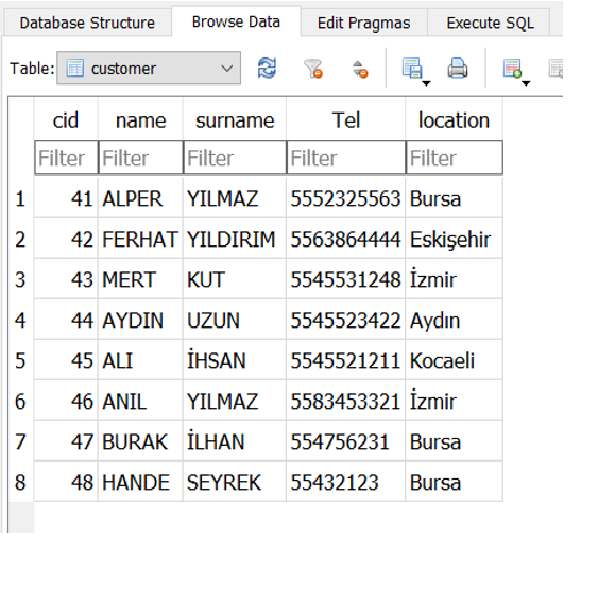 Database Structure Browse Data Edit Pragmas Execute SQL
Table: customer
cid name surname Tel location
Filter Filter Filter Filter Filter
1 41 ALPER YILMAZ 5552325563 Bursa
2 42 FERHAT YILDIRIM 5563864444 Eskişehir
3 43 MERT KUT 5545531248 İzmir
4 44 AYDIN UZUN 5545523422 Aydın
5 45 ALI İHSAN 5545521211 Kocaeli
6 46 ANIL YILMAZ 5583453321 İzmir
7 47 BURAK İLHAN 554756231 Bursa
8 48 HANDE SEYREK 55432123 Bursa